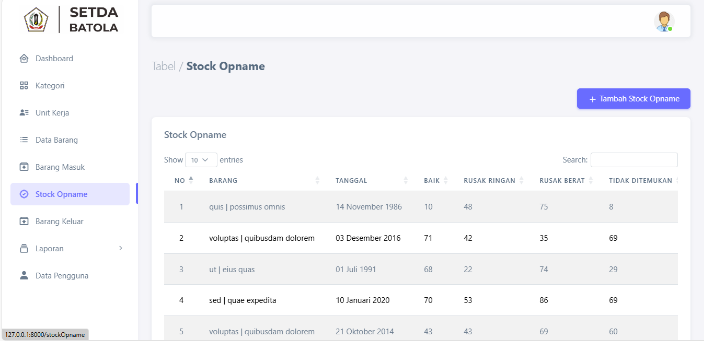 SETDA
BATOLA
Dashboard
Kategori
Unit Kerja
Data Barang
Barang Masuk
Stock Opname
Barang Keluar
Laporan
Data Pengguna
127.0.0.1:8000/stockOpname
label / Stock Opname
+ Tambah Stock Opname
Stock Opname
Show 10 entries Search:
NO BARANG TANGGAL BAIK RUSAK RINGAN RUSAK BERAT TIDAK DITEMUKAN
1 quis | possimus omnis 14 November 1986 10 48 75 8
2 voluptas | quibusdam dolorem 03 Desember 2016 71 42 35 69
3 ut | eius quas 01 Juli 1991 68 22 74 29
4 sed | quae expedita 10 Januari 2020 70 53 86 69
5 voluptas | quibusdam dolorem 21 Oktober 2014 43 43 69 60